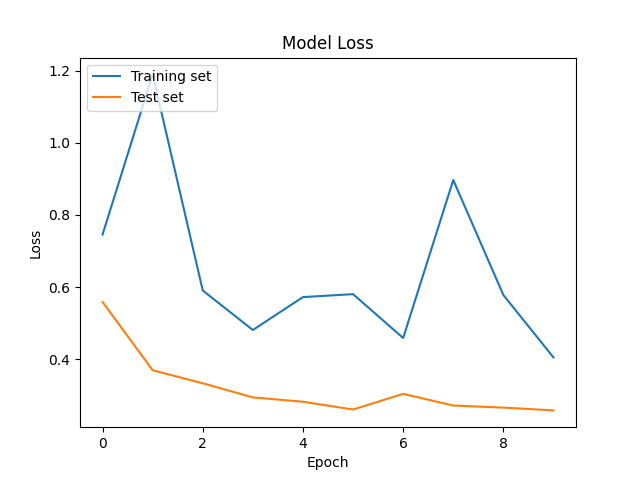 Model Loss
Training set
Test set
1.2
1.0
0.8
0.6
0.4
Loss
0 2 4 6 8
Epoch